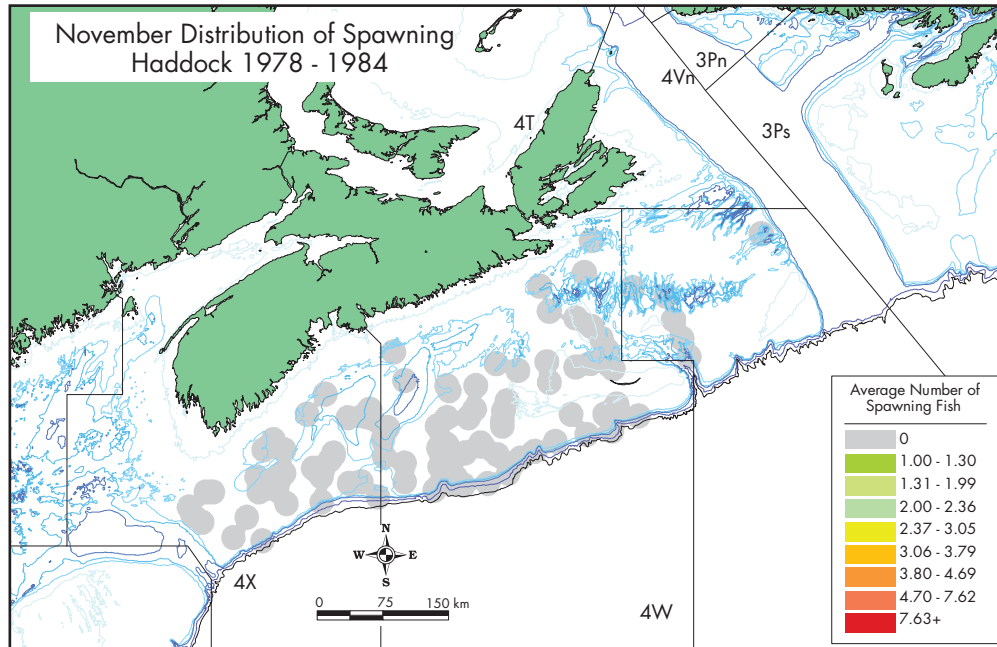 November Distribution of Spawning
Haddock 1978 - 1984
4T
4Vn
3Pn
3Ps
4X
4W
N
W E
S
0 75 150 km
Average Number of
Spawning Fish
0
1.00 - 1.30
1.31 - 1.99
2.00 - 2.36
2.37 - 3.05
3.06 - 3.79
3.80 - 4.69
4.70 - 7.62
7.63+